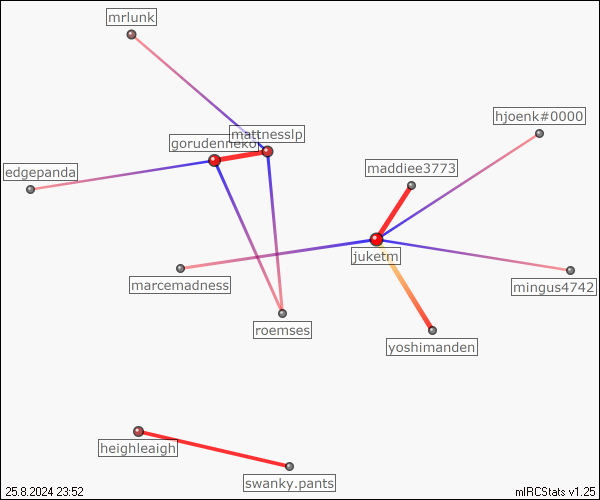 mrlunk
hjoenk#0000
mattnesslp
gorudenneko
maddiee3773
edgepanda
juketm
marcemadness
mingus4742
roemses
yoshimanden
heighleaigh
swanky.pants
25.8.2024 23:52
mIRCStats v1.25